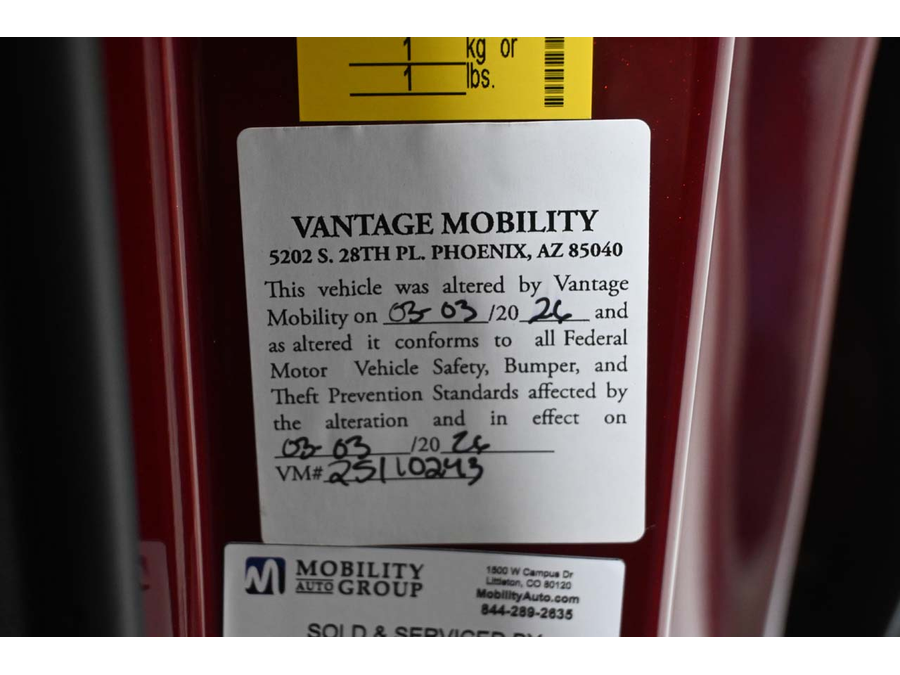 1 kg or
1 lbs.
VANTAGE MOBILITY
5202 S. 28TH PL. PHOENIX, AZ 85040
This vehicle was altered by Vantage
Mobility on 03-03/20 26 and
as altered it conforms to all Federal
Motor Vehicle Safety, Bumper, and
Theft Prevention Standards affected by
the alteration and in effect on
03-03/20 26
VM# 25110243
M MOBILITY
AUTO GROUP
1500 W Campus Dr
Littleton, CO 80120
MobilityAuto.com
844-289-2635
SOLD & SERVICED BY